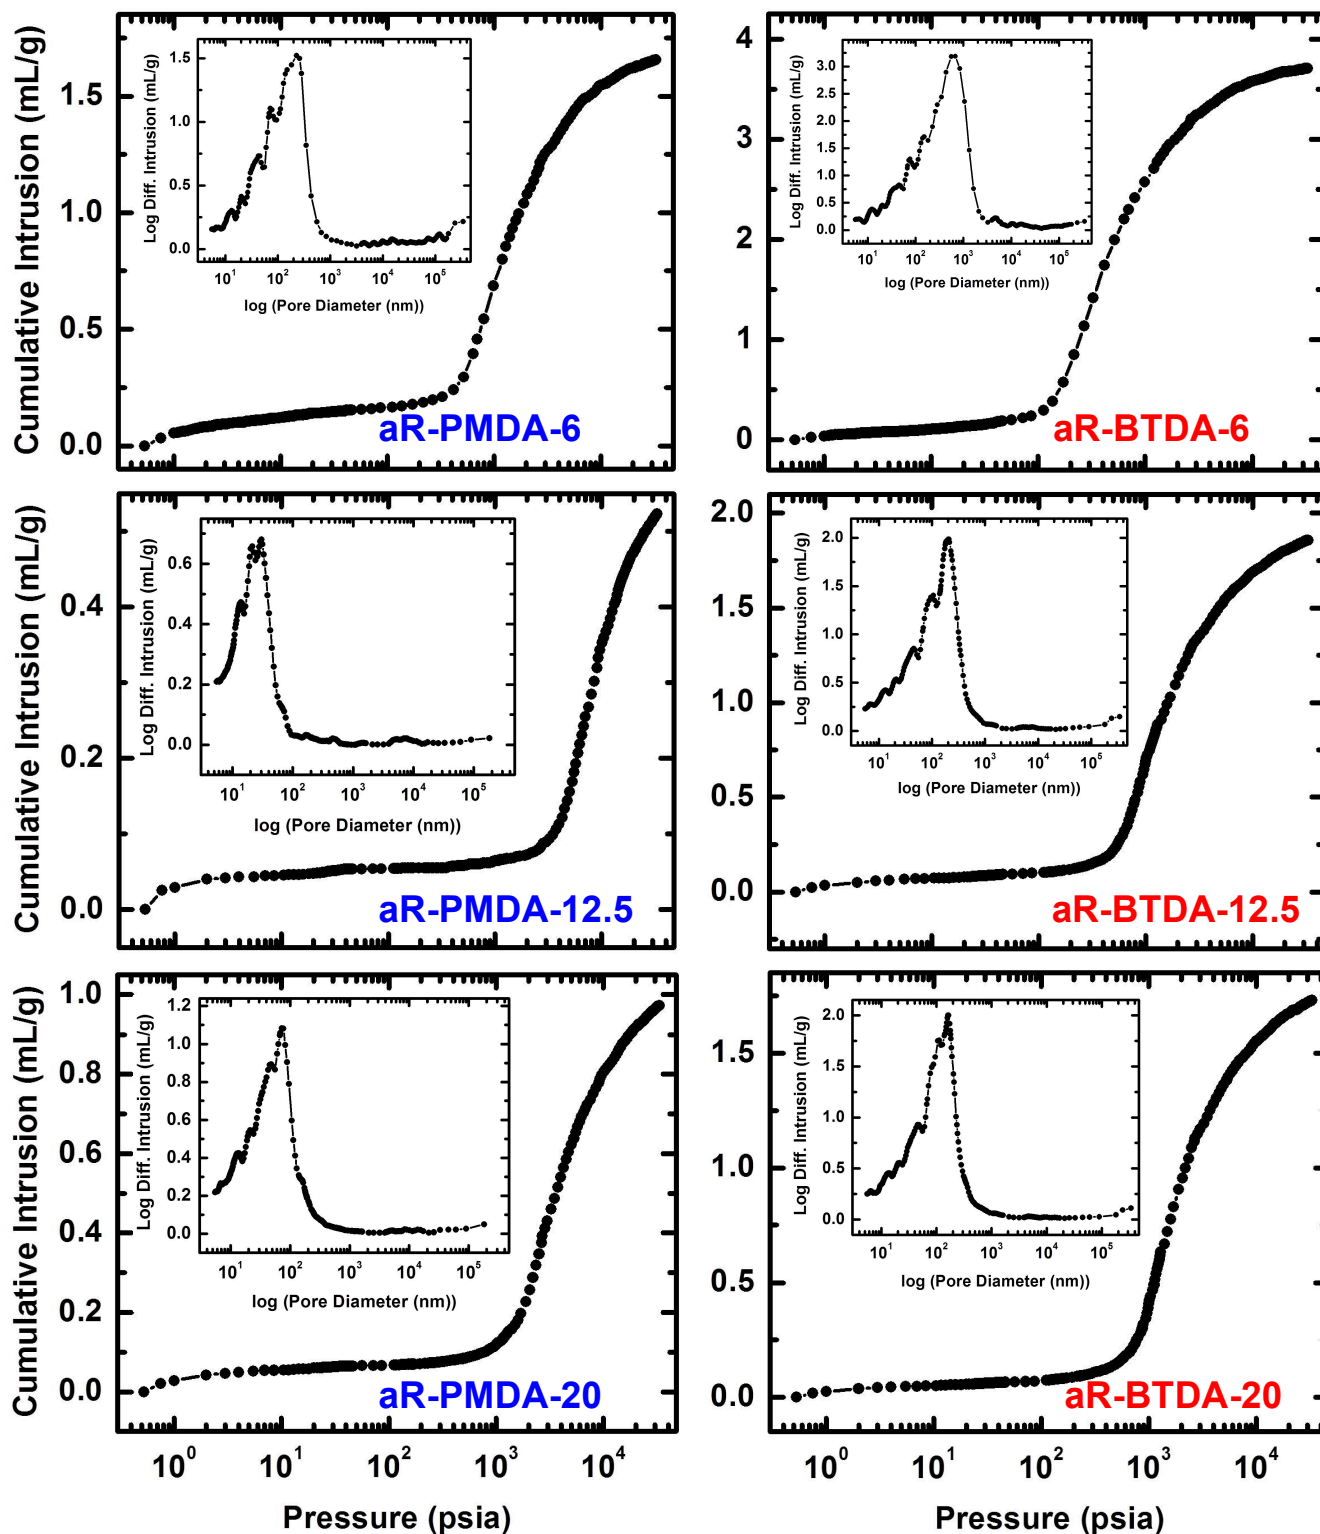 Cumulative Intrusion (mL/g)
1.5
1.0
0.5
0.0
Log Diff. Intrusion (mL/g)
1.5
1.0
0.5
0.0
10¹ 10² 10³ 10⁴ 10⁵
log (Pore Diameter (nm))
aR-PMDA-6
4
3
2
1
0
Log Diff. Intrusion (mL/g)
3.0
2.5
2.0
1.5
1.0
0.5
0.0
10¹ 10² 10³ 10⁴ 10⁵
log (Pore Diameter (nm))
aR-BTDA-6
Cumulative Intrusion (mL/g)
0.4
0.2
0.0
Log Diff. Intrusion (mL/g)
0.6
0.4
0.2
0.0
10¹ 10² 10³ 10⁴ 10⁵
log (Pore Diameter (nm))
aR-PMDA-12.5
2.0
1.5
1.0
0.5
0.0
Log Diff. Intrusion (mL/g)
2.0
1.5
1.0
0.5
0.0
10¹ 10² 10³ 10⁴ 10⁵
log (Pore Diameter (nm))
aR-BTDA-12.5
Cumulative Intrusion (mL/g)
1.0
0.8
0.6
0.4
0.2
0.0
Log Diff. Intrusion (mL/g)
1.2
1.0
0.8
0.6
0.4
0.2
0.0
10¹ 10² 10³ 10⁴ 10⁵
log (Pore Diameter (nm))
aR-PMDA-20
10⁰ 10¹ 10² 10³ 10⁴
Pressure (psia)
1.5
1.0
0.5
0.0
Log Diff. Intrusion (mL/g)
2.0
1.5
1.0
0.5
0.0
10¹ 10² 10³ 10⁴ 10⁵
log (Pore Diameter (nm))
aR-BTDA-20
10⁰ 10¹ 10² 10³ 10⁴
Pressure (psia)